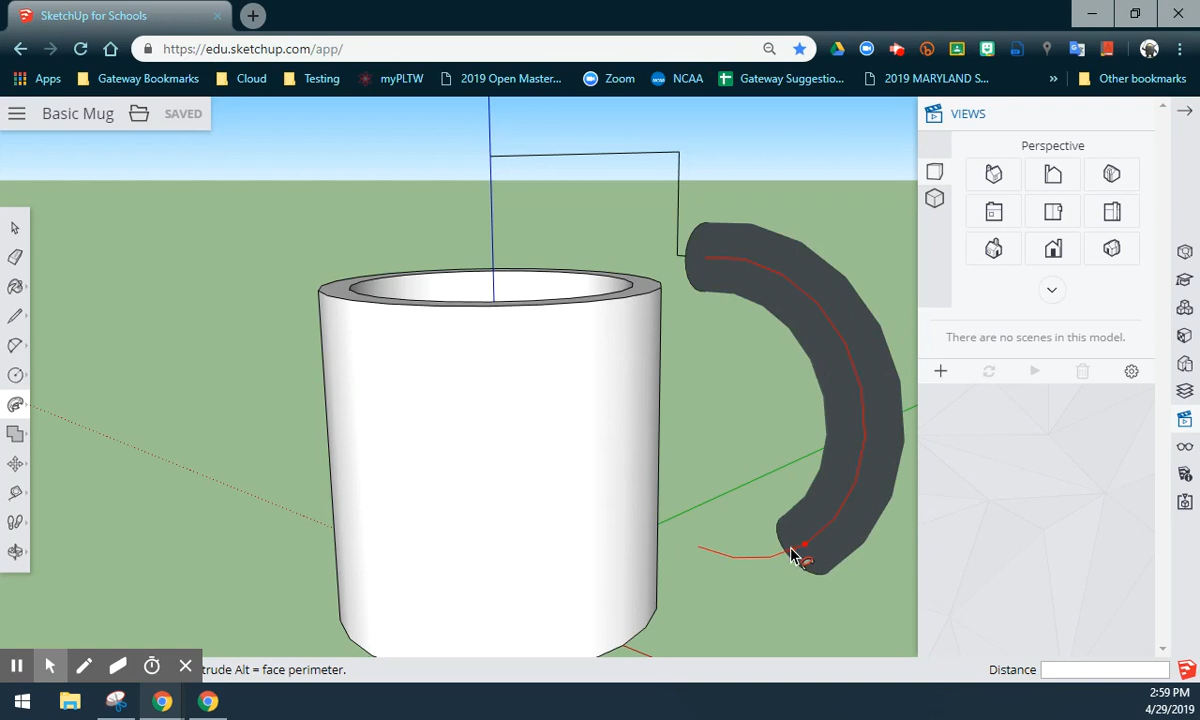 SketchUp for Schools
https://edu.sketchup.com/app/
Apps Gateway Bookmarks Cloud Testing myPLTW 2019 Open Master... Zoom NCAA Gateway Suggestio... 2019 MARYLAND S... » Other bookmarks
Basic Mug SAVED
VIEWS
Perspective
There are no scenes in this model.
trude Alt = face perimeter.
Distance
2:59 PM
4/29/2019